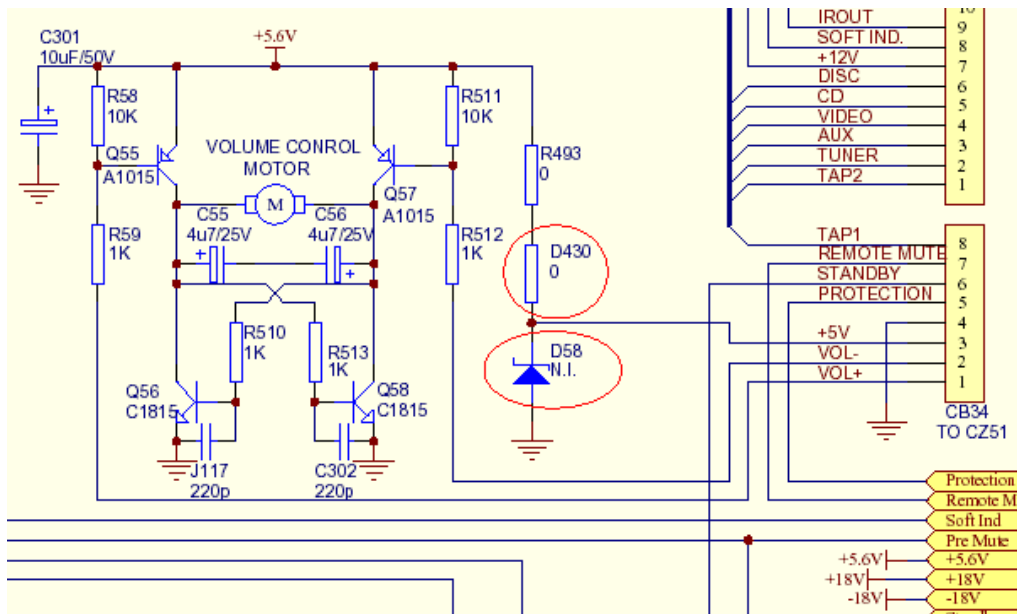 C301
10uF/50V
+5.6V
R58
10K
Q55
A1015
VOLUME CONROL
MOTOR
M
R511
10K
Q57
A1015
R493
0
C55
4u7/25V
C56
4u7/25V
+
+
+
R59
1K
R512
1K
D430
0
R510
1K
R513
1K
D58
N.I.
Q56
C1815
Q58
C1815
J117
220p
C302
220p
IROUT
9
SOFT IND.
8
+12V
7
DISC
6
CD
5
VIDEO
4
AUX
3
TUNER
2
TAP2
1
TAP1
8
REMOTE MUTE
7
STANDBY
6
PROTECTION
5
4
+5V
3
VOL-
2
VOL+
1
CB34
TO CZ51
Protection
Remote M
Soft Ind
Pre Mute
+5.6V
+5.6V
+18V
+18V
-18V
-18V